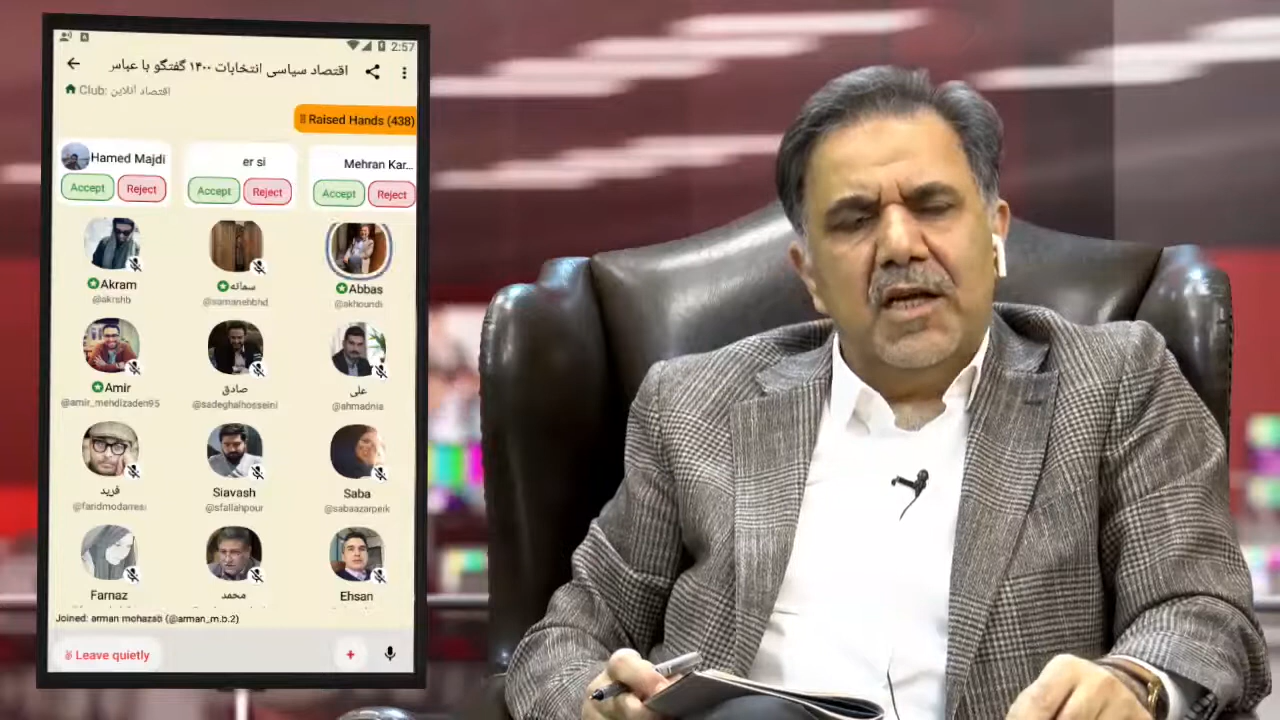 2:57
اقتصاد سیاسی انتخابات ۱۴۰۰ گفتگو با عباس
Club: اقتصاد آنلاین
Raised Hands (438)
Hamed Majdi
er si
Mehran Kar...
Accept Reject
Accept Reject
Accept Reject
Akram
سمانه
Abbas
@akrshb
@samanehbhd
@akhoundi
Amir
صادق
علی
@amir_mehdizadeh95
@sadeghalhosseini
@ahmadnia
فرید
Siavash
Saba
@sfallahpour
Farnaz
محمد
Ehsan
Joined: arman mohazab (@arman_m.b.2)
Leave quietly
+